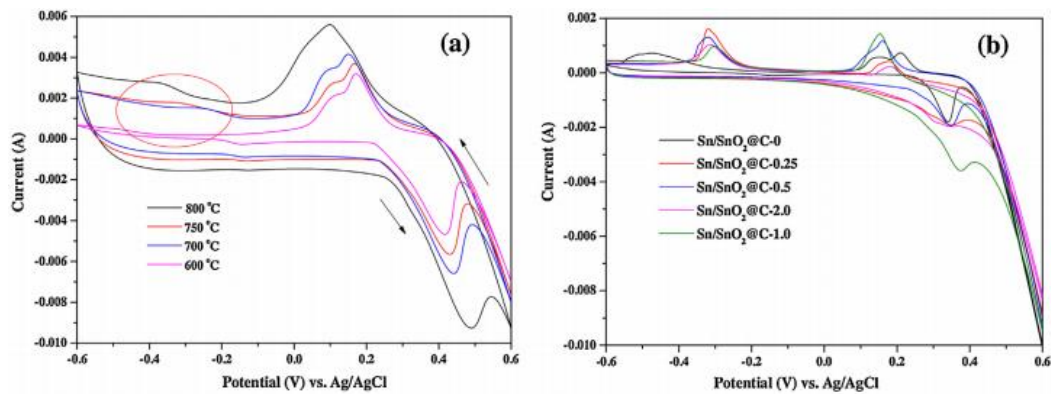 (a)
0.006
0.004
0.002
0.000
-0.002
-0.004
-0.006
-0.008
-0.010
Current (A)
800 °C
750 °C
700 °C
600 °C
-0.6 -0.4 -0.2 0.0 0.2 0.4 0.6
Potential (V) vs. Ag/AgCl
(b)
0.002
0.000
-0.002
-0.004
-0.006
-0.008
-0.010
Current (A)
Sn/SnO2@C-0
Sn/SnO2@C-0.25
Sn/SnO2@C-0.5
Sn/SnO2@C-2.0
Sn/SnO2@C-1.0
-0.6 -0.4 -0.2 0.0 0.2 0.4 0.6
Potential (V) vs. Ag/AgCl